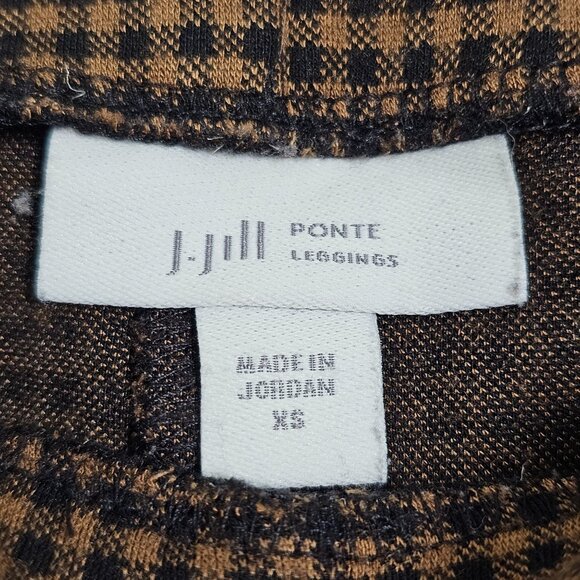 J.Jill PONTE
LEGGINGS
MADE IN
JORDAN
XS